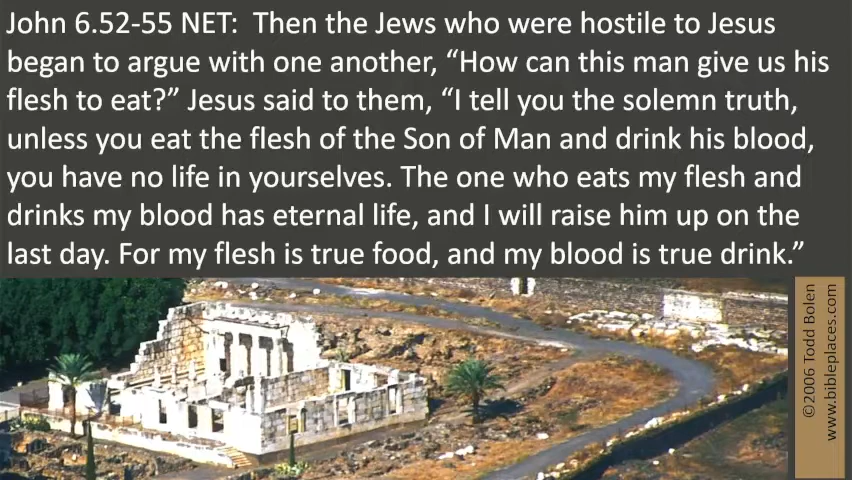 John 6.52-55 NET:  Then the Jews who were hostile to Jesus
began to argue with one another, “How can this man give us his
flesh to eat?” Jesus said to them, “I tell you the solemn truth,
unless you eat the flesh of the Son of Man and drink his blood,
you have no life in yourselves. The one who eats my flesh and
drinks my blood has eternal life, and I will raise him up on the
last day. For my flesh is true food, and my blood is true drink.”
©2006 Todd Bolen
www.bibleplaces.com